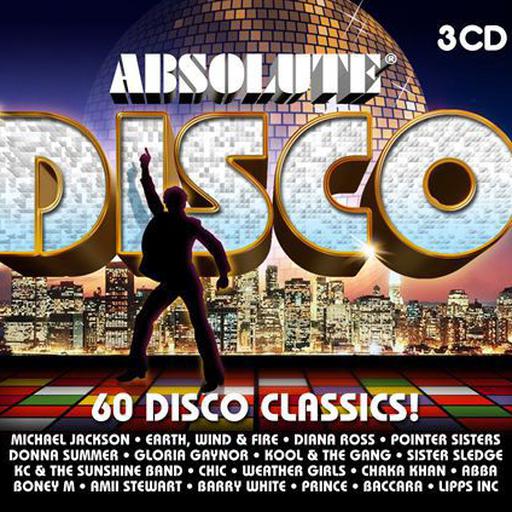 3CD
ABSOLUTE®
DISCO
60 DISCO CLASSICS!
MICHAEL JACKSON • EARTH, WIND & FIRE • DIANA ROSS • POINTER SISTERS
DONNA SUMMER • GLORIA GAYNOR • KOOL & THE GANG • SISTER SLEDGE
KC & THE SUNSHINE BAND • CHIC • WEATHER GIRLS • CHAKA KHAN • ABBA
BONEY M • AMII STEWART • BARRY WHITE • PRINCE • BACCARA • LIPPS INC